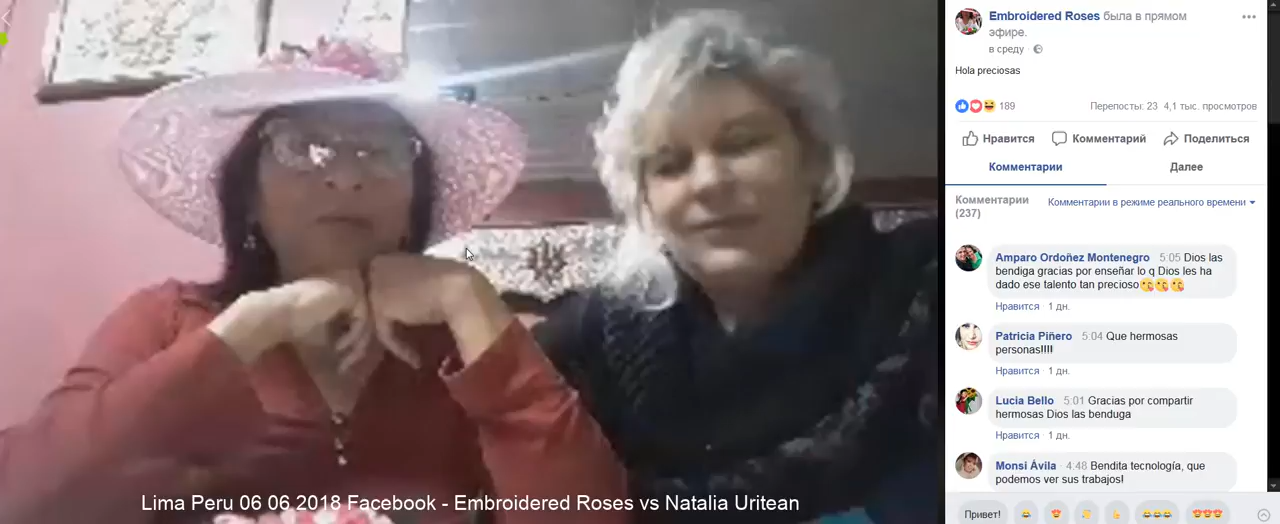 Embroidered Roses была в прямом
эфире.
в среду ·
Hola preciosas
189
Перепосты: 23 4,1 тыс. просмотров
Нравится Комментарий Поделиться
Комментарии Далее
Комментарии
(237)
Комментарии в режиме реального времени
Amparo Ordoñez Montenegro 5:05 Dios las
bendiga gracias por enseñar lo q Dios les ha
dado ese talento tan precioso😘😘😘
Нравится · 1 дн.
Patricia Piñero 5:04 Que hermosas
personas!!!!
Нравится · 1 дн.
Lucia Bello 5:01 Gracias por compartir
hermosas Dios las benduga
Нравится · 1 дн.
Monsi Ávila · 4:48 Bendita tecnología, que
podemos ver sus trabajos!
Привет!
Lima Peru 06 06 2018 Facebook - Embroidered Roses vs Natalia Uritean